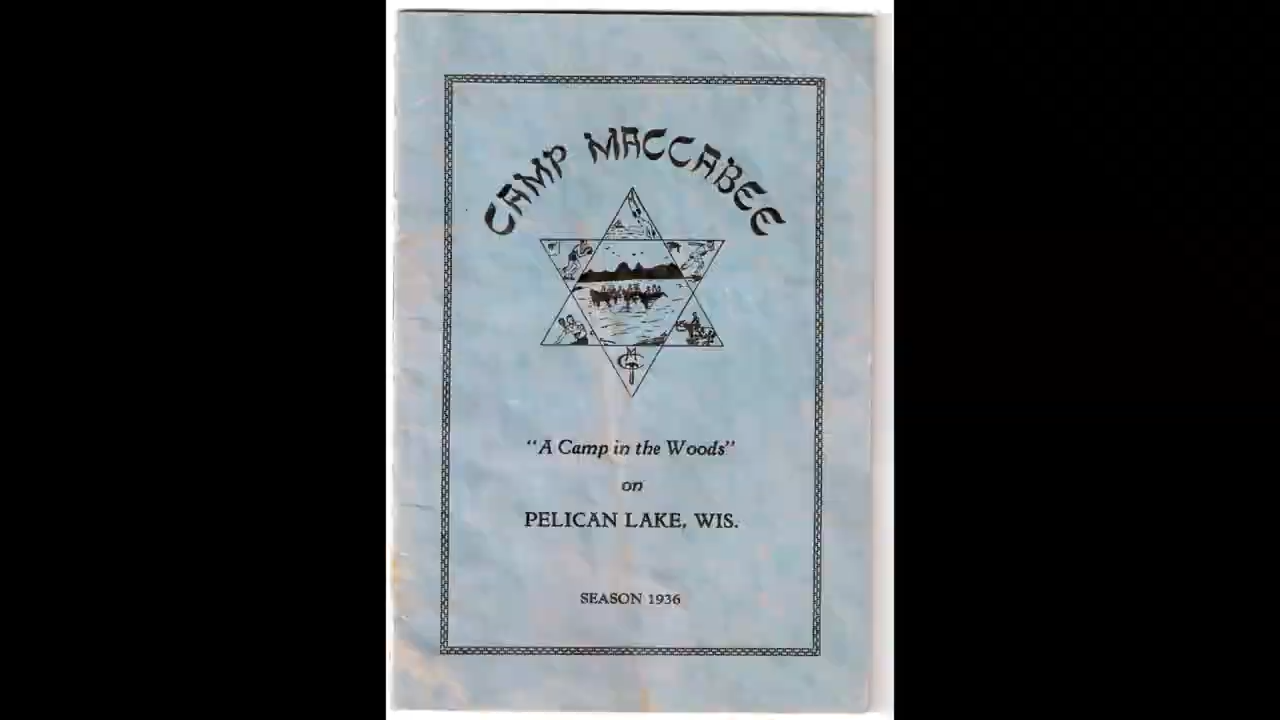 CAMP MACCABEE
"A Camp in the Woods"
on
PELICAN LAKE, WIS.
SEASON 1936